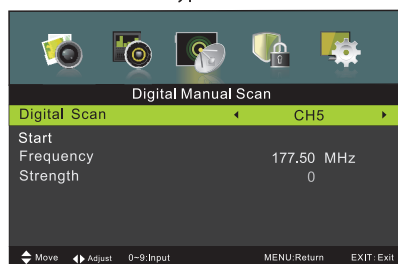 Digital Manual Scan
Digital Scan CH5
Start
Frequency 177.50 MHz
Strength 0
Move Adjust 0~9:Input MENU:Return EXIT:Exit